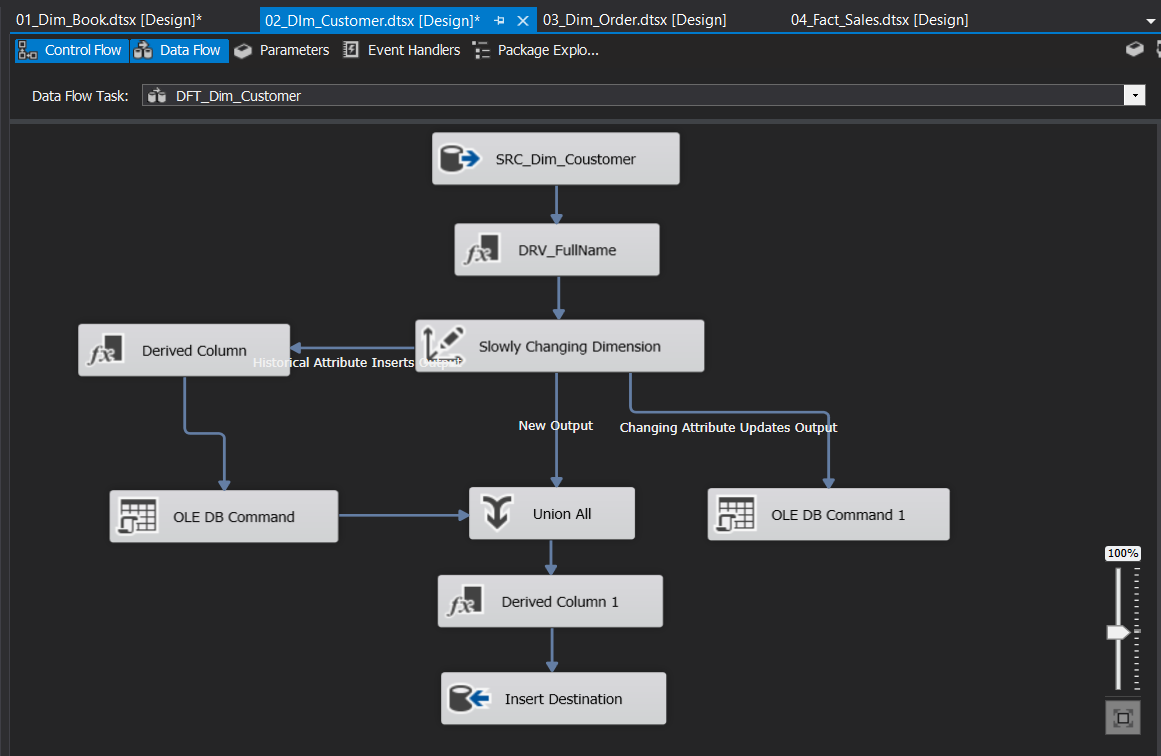 01_Dim_Book.dtsx [Design]* 02_DIm_Customer.dtsx [Design]* 03_Dim_Order.dtsx [Design] 04_Fact_Sales.dtsx [Design]
Control Flow Data Flow Parameters Event Handlers Package Explo...
Data Flow Task: DFT_Dim_Customer
SRC_Dim_Coustomer
DRV_FullName
Derived Column
Slowly Changing Dimension
Historical Attribute Inserts Output
New Output
Changing Attribute Updates Output
OLE DB Command
Union All
OLE DB Command 1
100%
Derived Column 1
Insert Destination